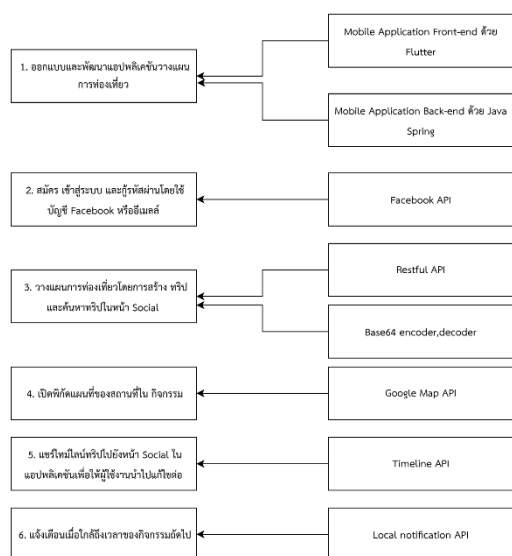 Mobile Application Front-end ด้วย
Flutter
1. ออกแบบและพัฒนาแอปพลิเคชันวางแผน
การท่องเที่ยว
Mobile Application Back-end ด้วย Java
Spring
2. สมัคร เข้าสู่ระบบ และกู้รหัสผ่านโดยใช้
บัญชี Facebook หรืออีเมลล์
Facebook API
Restful API
3. วางแผนการท่องเที่ยวโดยการสร้าง ทริป
และค้นหาทริปในหน้า Social
Base64 encoder,decoder
4. เปิดพิกัดแผนที่ของสถานที่ใน กิจกรรม
Google Map API
5. แชร์ไทม์ไลน์ทริปไปยังหน้า Social ใน
แอปพลิเคชันเพื่อให้ผู้ใช้งานนำไปแก้ไขต่อ
Timeline API
6. แจ้งเตือนเมื่อใกล้ถึงเวลาของกิจกรรมถัดไป
Local notification API